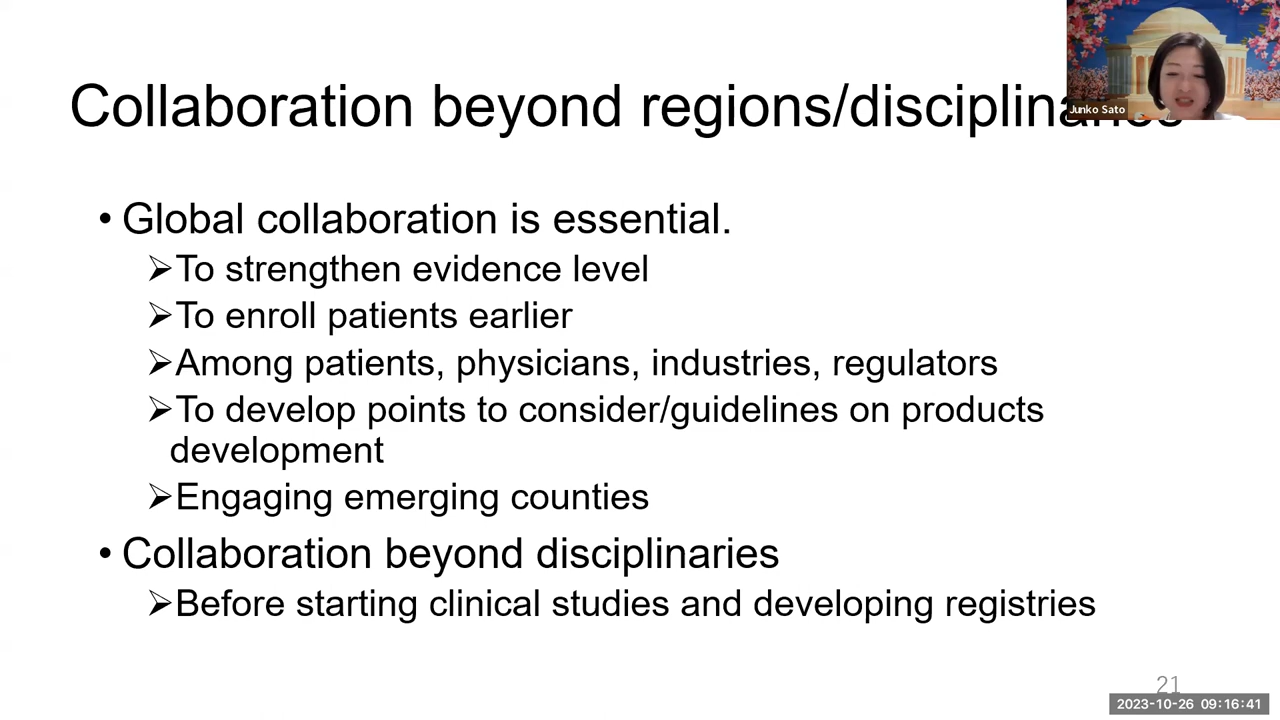 Collaboration beyond regions/disciplinaries
Junko Sato
• Global collaboration is essential.
➢To strengthen evidence level
➢To enroll patients earlier
➢Among patients, physicians, industries, regulators
➢To develop points to consider/guidelines on products
development
➢Engaging emerging counties
• Collaboration beyond disciplinaries
➢Before starting clinical studies and developing registries
21
2023-10-26 09:16:41